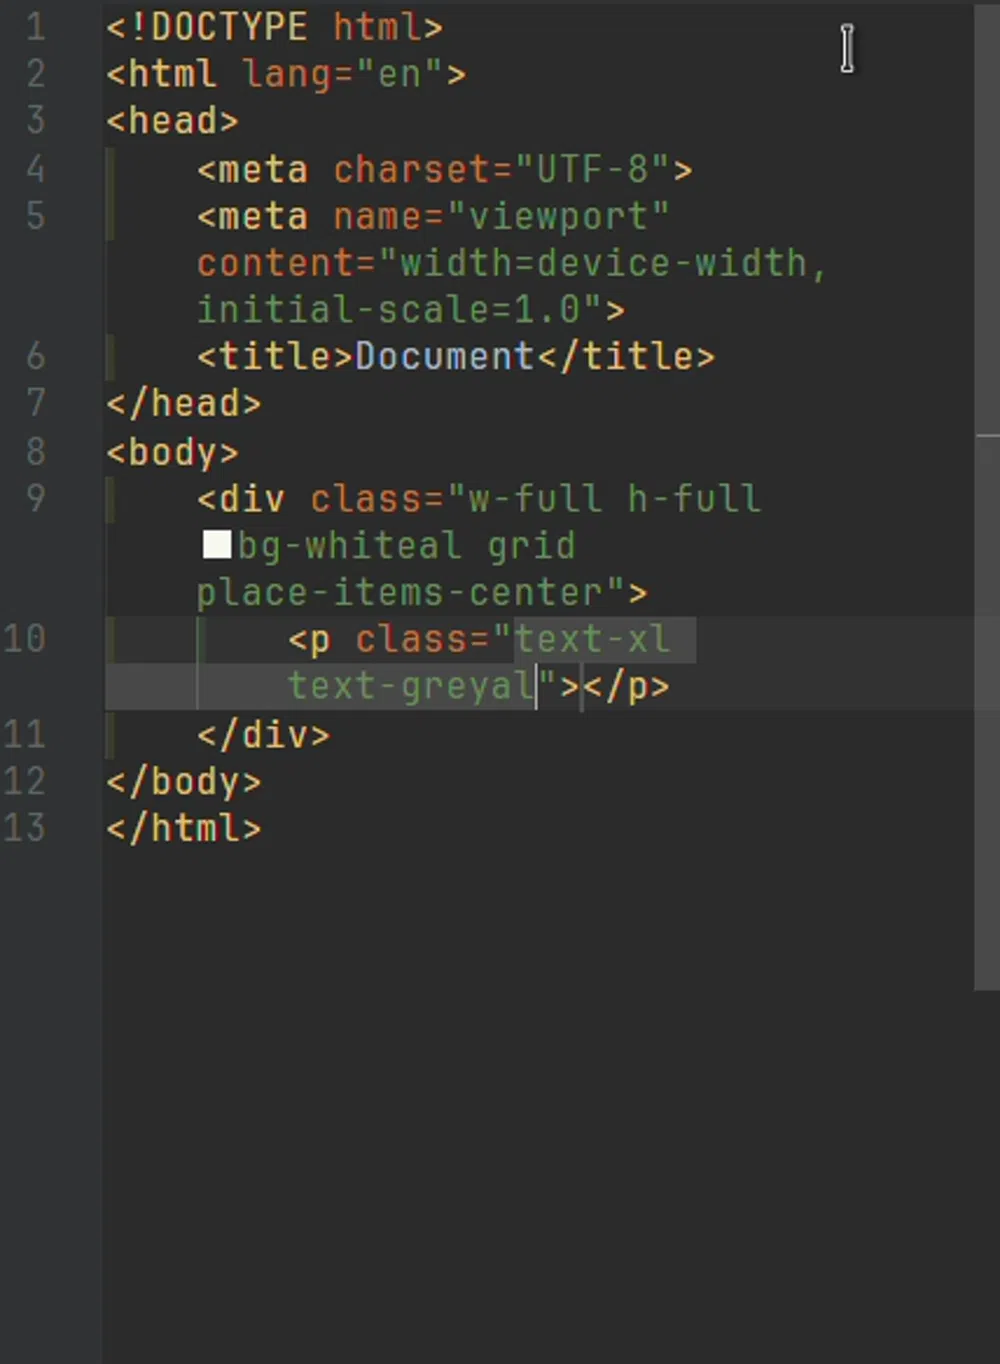 1 <!DOCTYPE html>
2 <html lang="en">
3 <head>
4 <meta charset="UTF-8">
5 <meta name="viewport"
content="width=device-width,
initial-scale=1.0">
6 <title>Document</title>
7 </head>
8 <body>
9 <div class="w-full h-full
bg-whiteal grid
place-items-center">
10 <p class="text-xl
text-greyal"></p>
11 </div>
12 </body>
13 </html>